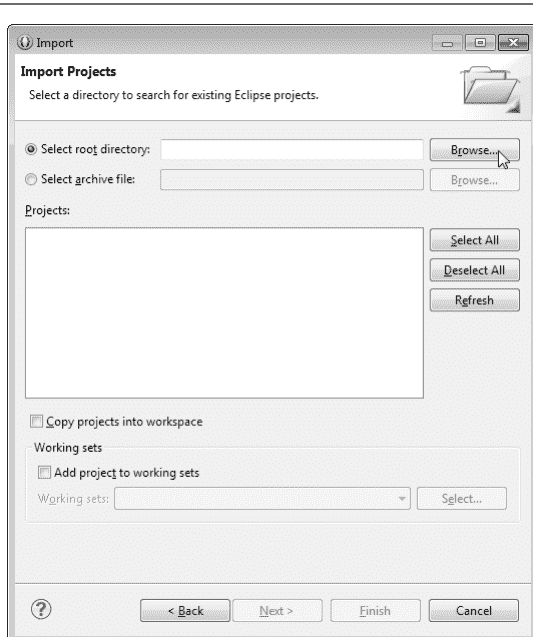 Import
Import Projects
Select a directory to search for existing Eclipse projects.
Select root directory:
Browse...
Select archive file:
Browse...
Projects:
Select All
Deselect All
Refresh
Copy projects into workspace
Working sets
Add project to working sets
Working sets:
Select...
?
< Back
Next >
Finish
Cancel